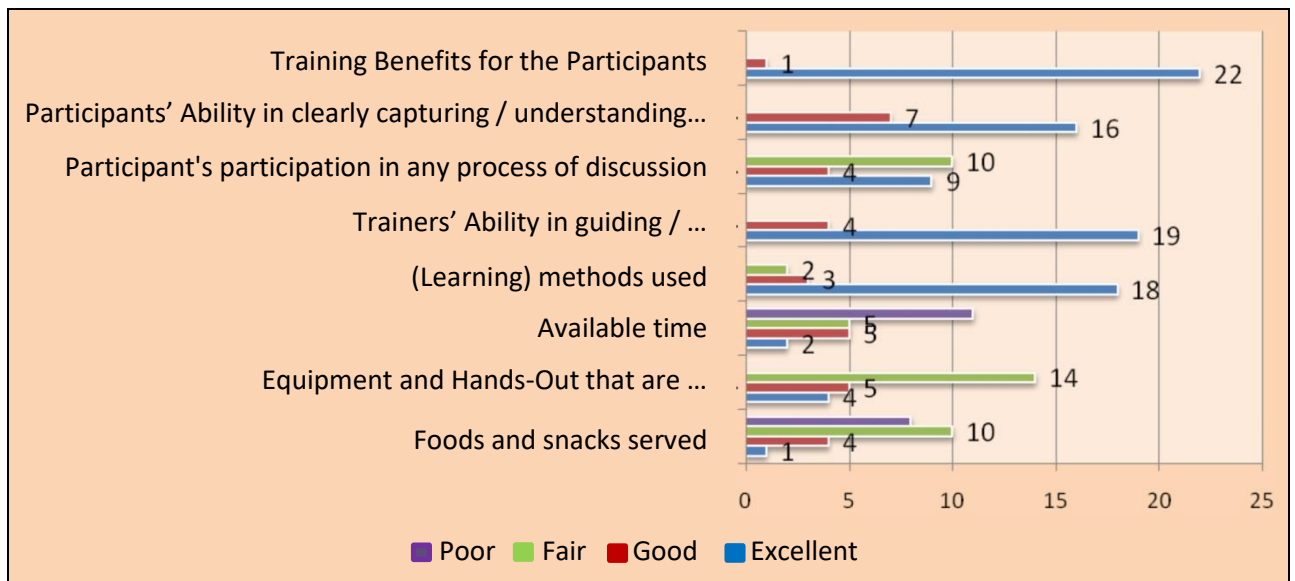 Training Benefits for the Participants
1
22
Participants’ Ability in clearly capturing / understanding…
7
16
Participant's participation in any process of discussion
10
4
9
Trainers’ Ability in guiding / …
4
19
(Learning) methods used
2
3
18
Available time
5
5
2
Equipment and Hands-Out that are …
14
5
4
Foods and snacks served
10
4
1
0 5 10 15 20 25
Poor Fair Good Excellent